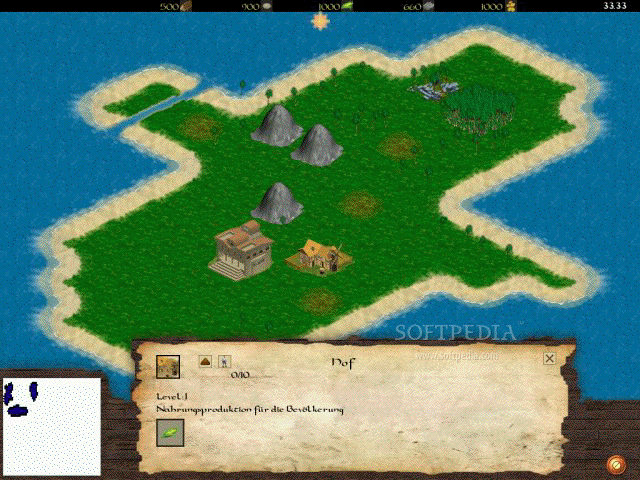 500 900 1000 660 1000 33.33
SOFTPEDIA
www.softpedia.com
Hof
0/10
Level:1
Nahrungsproduktion für die Bevölkerung